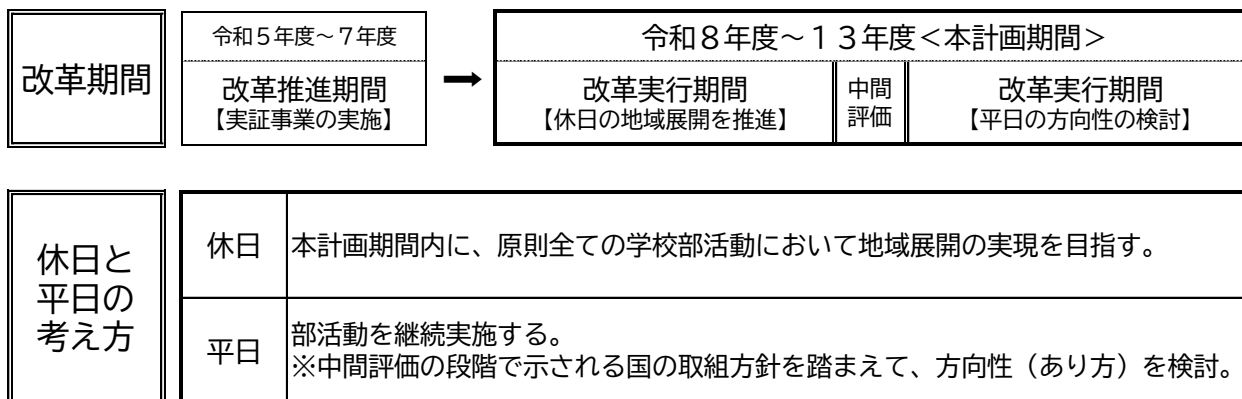 改革期間
令和5年度～7年度
改革推進期間
【実証事業の実施】
➡
令和8年度～13年度＜本計画期間＞
改革実行期間
【休日の地域展開を推進】
中間
評価
改革実行期間
【平日の方向性の検討】
休日と
平日の
考え方
休日
本計画期間内に、原則全ての学校部活動において地域展開の実現を目指す。
平日
部活動を継続実施する。
※中間評価の段階で示される国の取組方針を踏まえて、方向性（あり方）を検討。